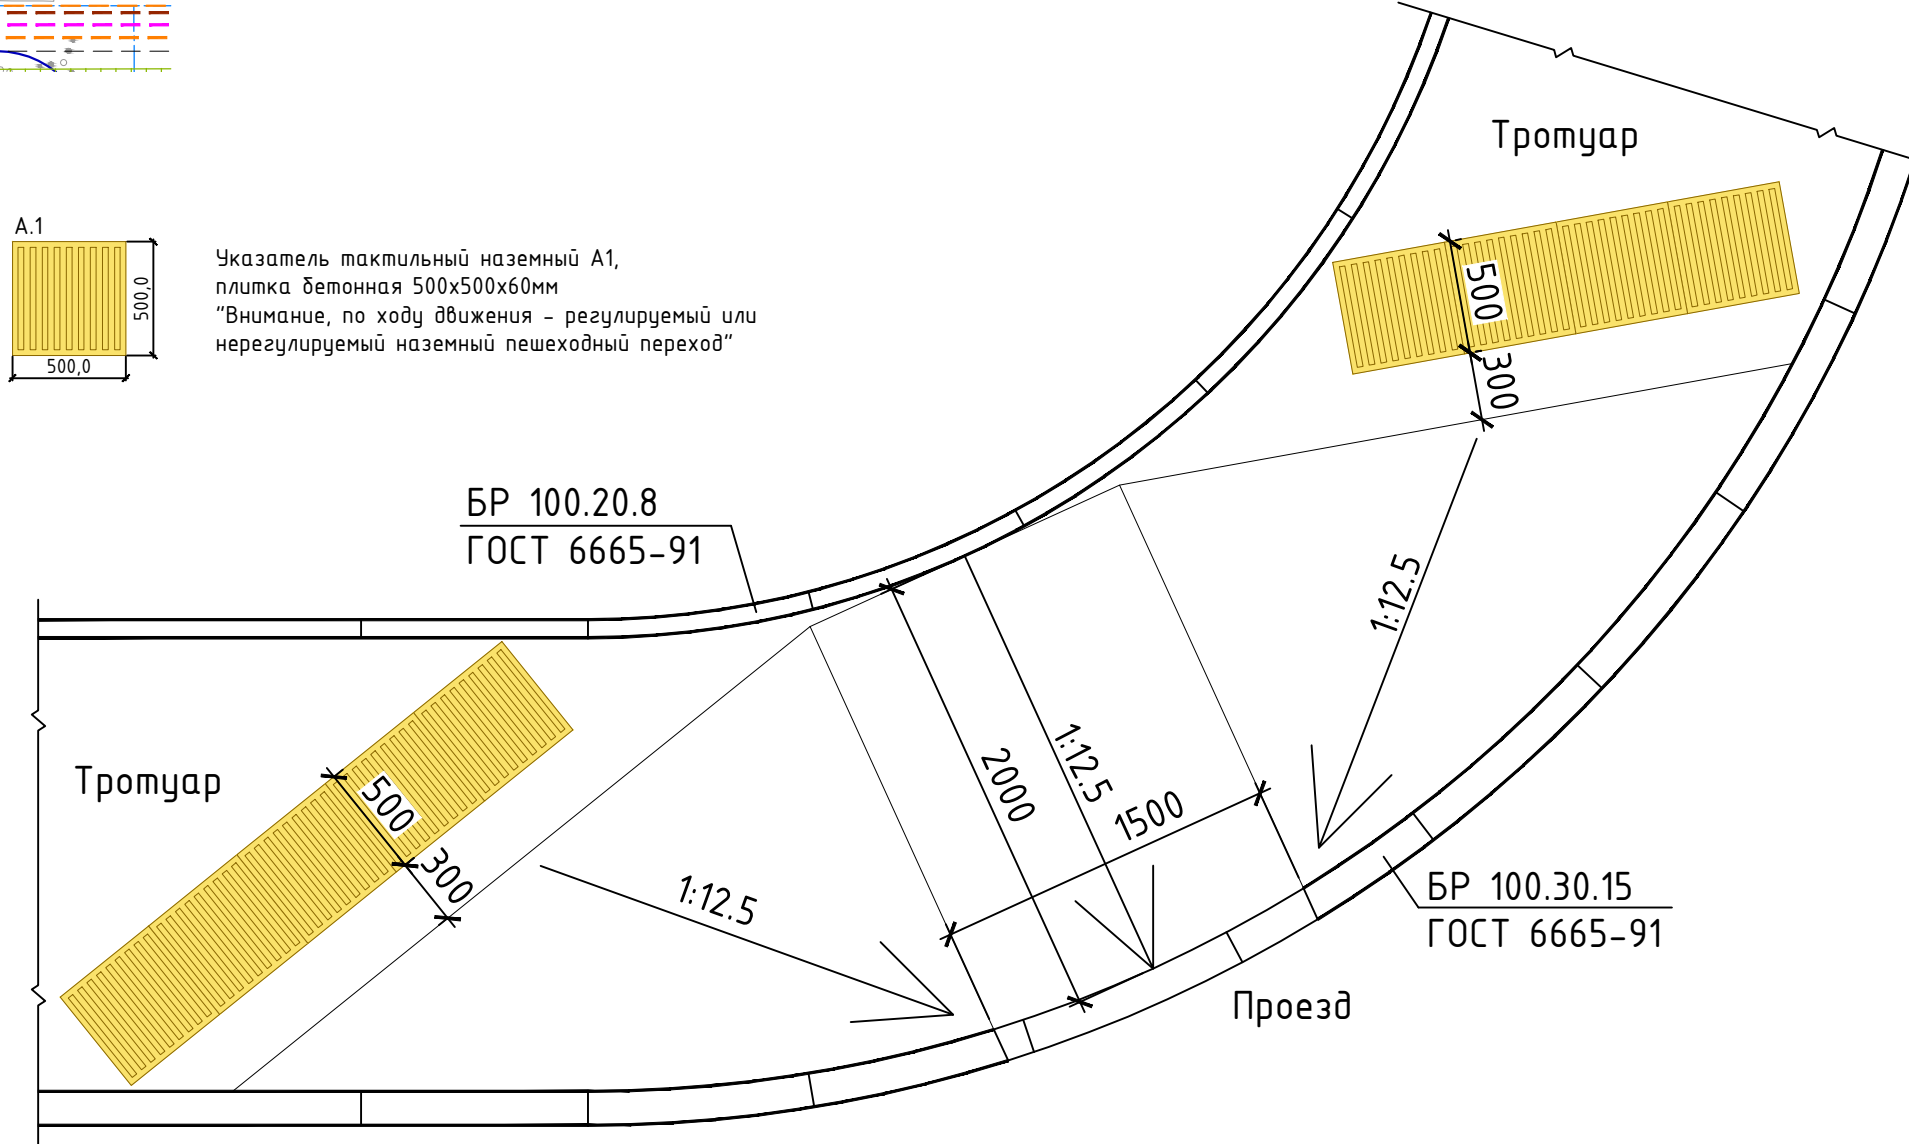 Тротуар
А.1
500,0
500,0
Указатель тактильный наземный А1,
плитка бетонная 500х500х60мм
"Внимание, по ходу движения - регулируемый или
нерегулируемый наземный пешеходный переход"
500
300
БР 100.20.8
ГОСТ 6665-91
1:12.5
Тротуар
500
300
1:12.5
2000
1:12.5
1500
БР 100.30.15
ГОСТ 6665-91
Проезд